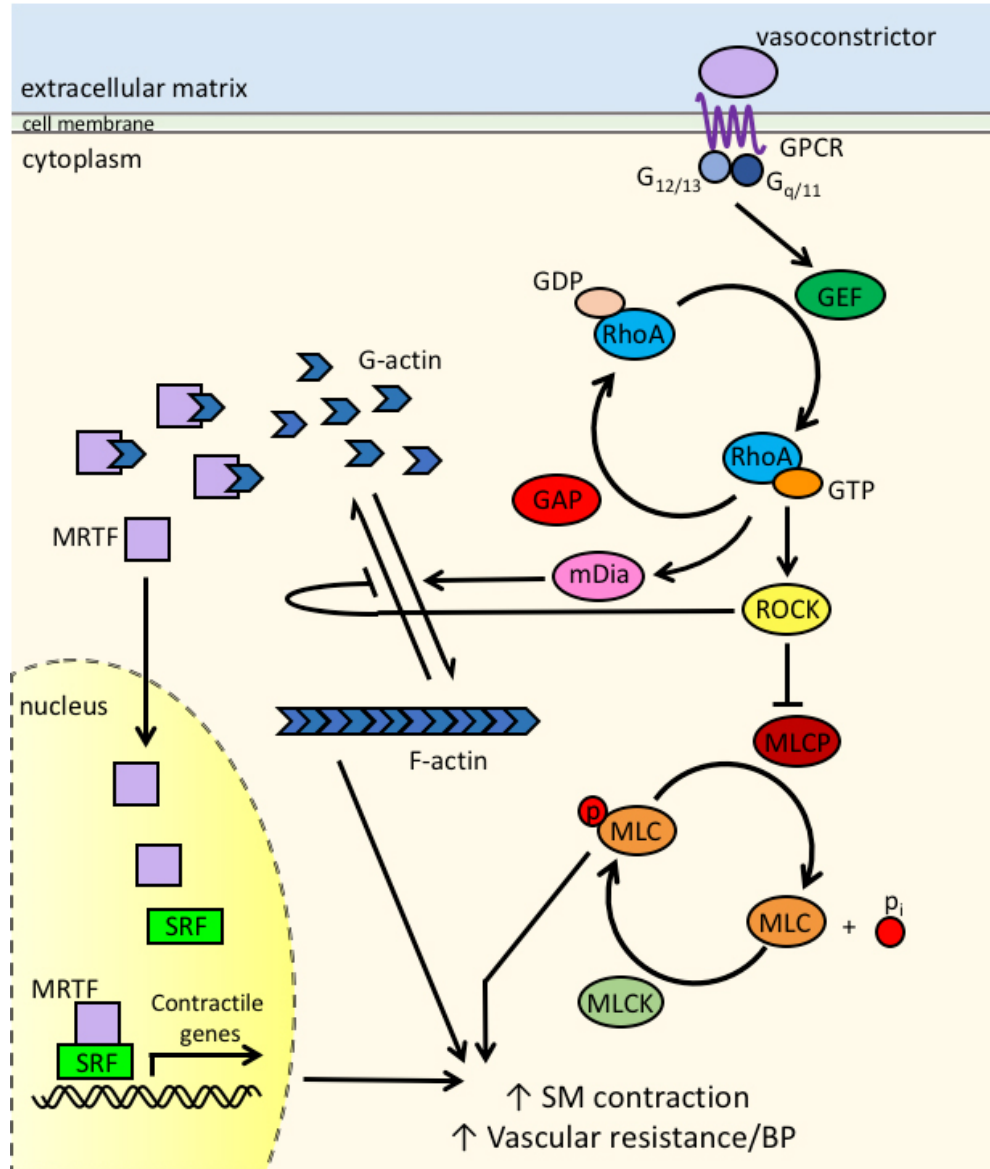 vasoconstrictor
extracellular matrix
cell membrane
cytoplasm
GPCR
G12/13
Gq/11
GDP
GEF
RhoA
G-actin
RhoA
GTP
GAP
MRTF
mDia
ROCK
nucleus
F-actin
MLCP
p
MLC
pi
MLC
+
SRF
MLCK
MRTF
Contractile
genes
SRF
↑ SM contraction
↑ Vascular resistance/BP